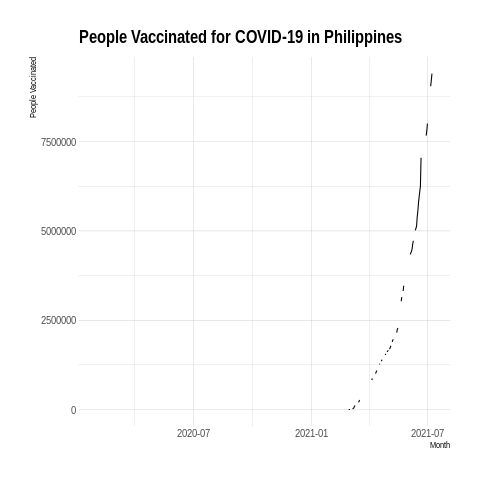 People Vaccinated for COVID-19 in Philippines
People Vaccinated
7500000
5000000
2500000
0
2020-07
2021-01
2021-07
Month